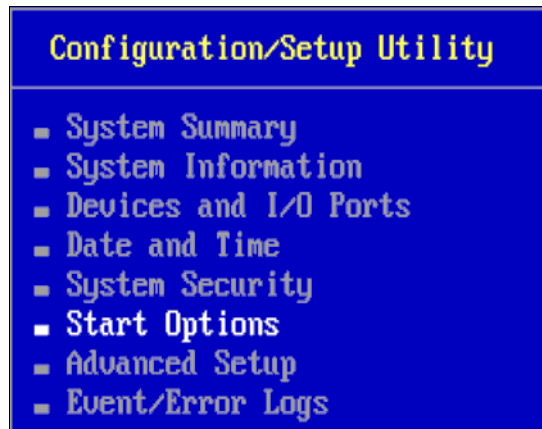 Configuration/Setup Utility
System Summary
System Information
Devices and I/O Ports
Date and Time
System Security
Start Options
Advanced Setup
Event/Error Logs